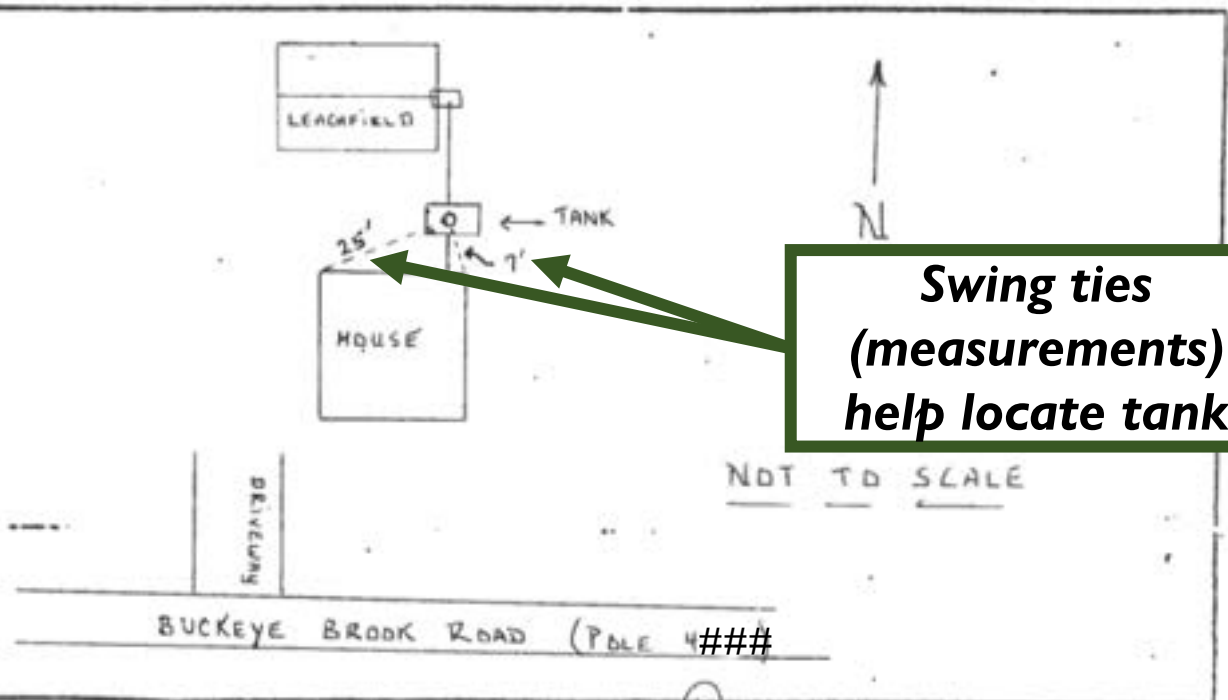 LEACHFIELD
TANK
25'
7'
N
HOUSE
Swing ties
(measurements)
help locate tank
NOT TO SCALE
DRIVEWAY
BUCKEYE BROOK ROAD (POLE 4###